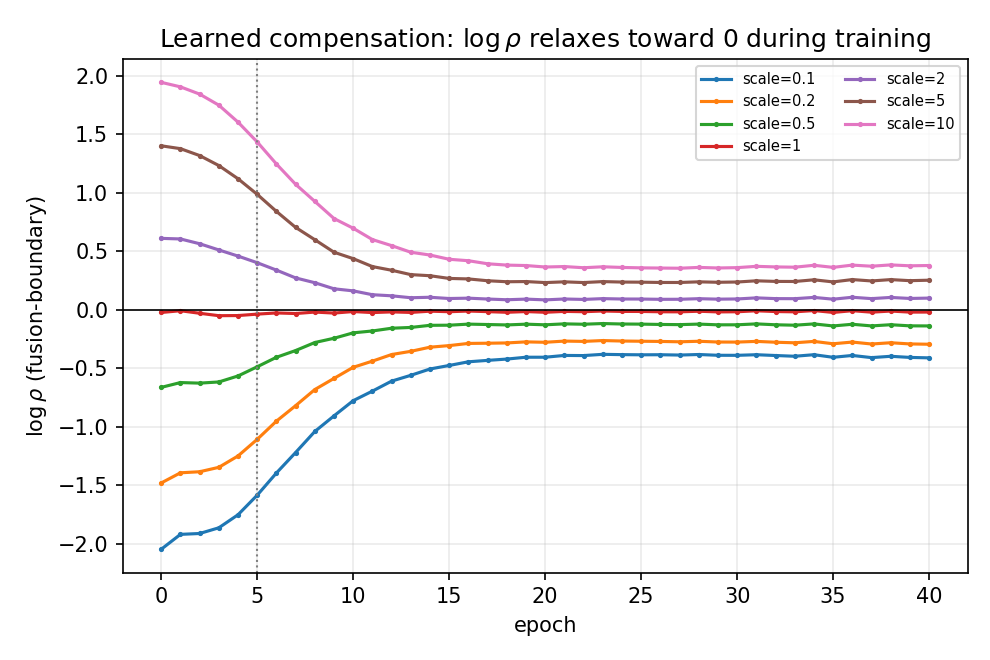 Learned compensation: log ρ relaxes toward 0 during training
scale=0.1
scale=0.2
scale=0.5
scale=1
scale=2
scale=5
scale=10
log ρ (fusion-boundary)
2.0
1.5
1.0
0.5
0.0
−0.5
−1.0
−1.5
−2.0
0 5 10 15 20 25 30 35 40
epoch